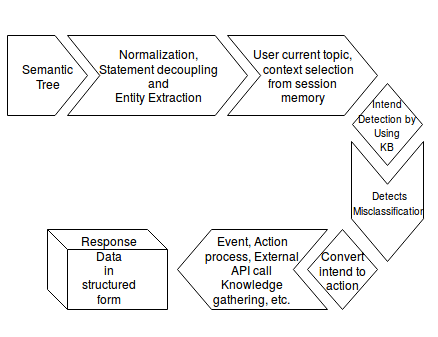 Semantic
Tree
Normalization,
Statement decoupling
and
Entity Extraction
User current topic,
context selection
from session
memory
Intend
Detection by
Using
KB
Detects
Misclassification
Convert
intend to
action
Event, Action
process, External
API call
Knowledge
gathering, etc.
Response
Data
in
structured
form